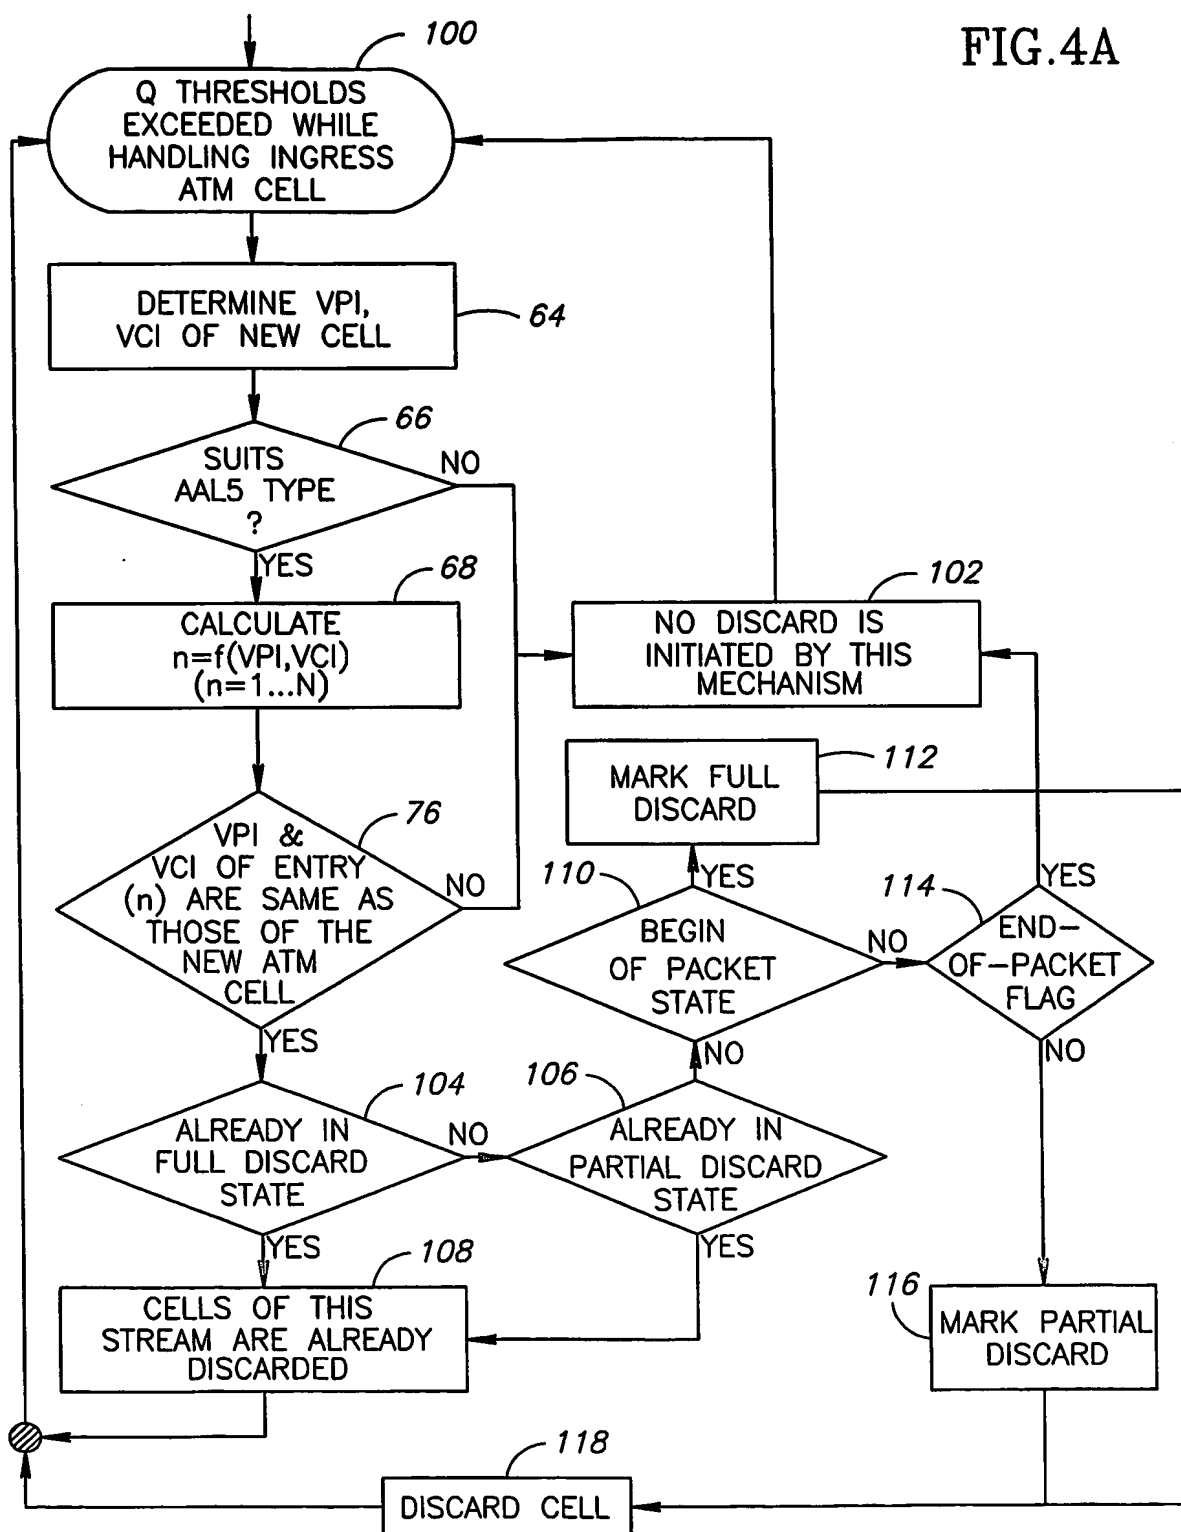 FIG.4A
100
Q THRESHOLDS
EXCEEDED WHILE
HANDLING INGRESS
ATM CELL
DETERMINE VPI,
VCI OF NEW CELL
64
66
SUITS
AAL5 TYPE
?
NO
YES
68
CALCULATE
n=f(VPI,VCI)
(n=1...N)
102
NO DISCARD IS
INITIATED BY THIS
MECHANISM
112
MARK FULL
DISCARD
76
VPI &
VCI OF ENTRY
(n) ARE SAME AS
THOSE OF THE
NEW ATM
CELL
NO
YES
110
YES
BEGIN
OF PACKET
STATE
NO
114
YES
END-
OF-PACKET
FLAG
NO
104
ALREADY IN
FULL DISCARD
STATE
NO
YES
106
NO
ALREADY IN
PARTIAL DISCARD
STATE
YES
108
CELLS OF THIS
STREAM ARE ALREADY
DISCARDED
116
MARK PARTIAL
DISCARD
118
DISCARD CELL